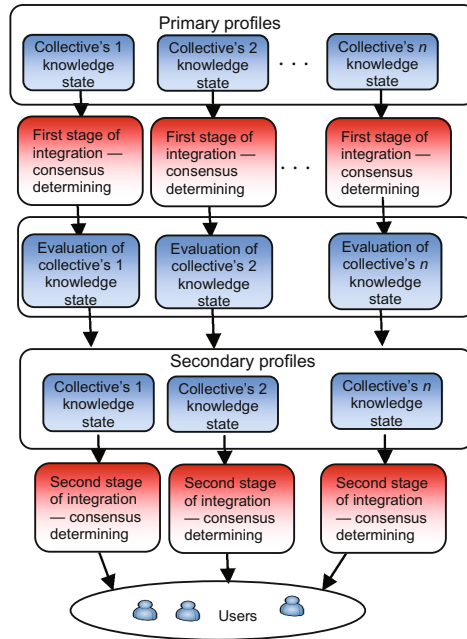 Primary profiles
Collective's 1
knowledge
state
Collective's 2
knowledge
state
. . .
Collective's n
knowledge
state
First stage of
integration —
consensus
determining
First stage of
integration —
consensus
determining
. . .
First stage of
integration —
consensus
determining
Evaluation of
collective's 1
knowledge
state
Evaluation of
collective's 2
knowledge
state
Evaluation of
collective's n
knowledge
state
Secondary profiles
Collective's 1
knowledge
state
Collective's 2
knowledge
state
Collective's n
knowledge
state
Second stage
of integration
— consensus
determining
Second stage
of integration
— consensus
determining
Second stage
of integration
— consensus
determining
Users